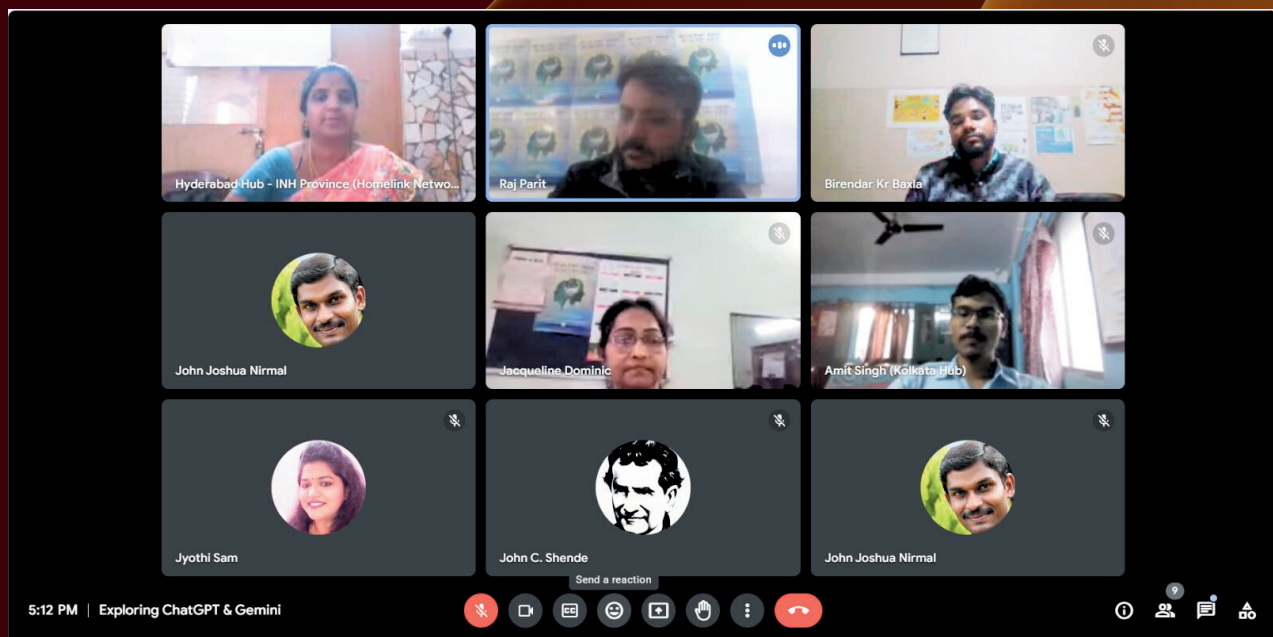 Hyderabad Hub - INH Province (Homelink Netwo...
Raj Parit
Birendar Kr Baxla
John Joshua Nirmal
Jacqueline Dominic
Amit Singh (Kolkata Hub)
Jyothi Sam
John C. Shende
John Joshua Nirmal
Send a reaction
9
5:12 PM | Exploring ChatGPT & Gemini
CC